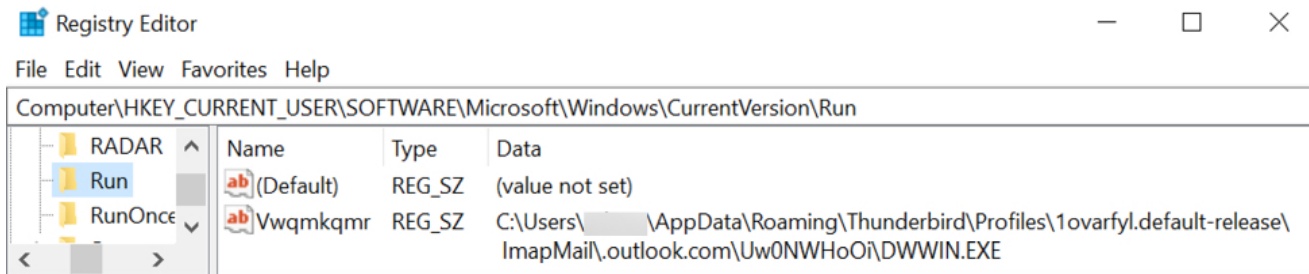 Registry Editor
File Edit View Favorites Help
Computer\HKEY_CURRENT_USER\SOFTWARE\Microsoft\Windows\CurrentVersion\Run
RADAR
Run
RunOnce
Name Type Data
(Default) REG_SZ (value not set)
Vwqmkqmr REG_SZ C:\Users\ \AppData\Roaming\Thunderbird\Profiles\1ovarfyl.default-release\
ImapMail\.outlook.com\Uw0NWHoOi\DWWIN.EXE